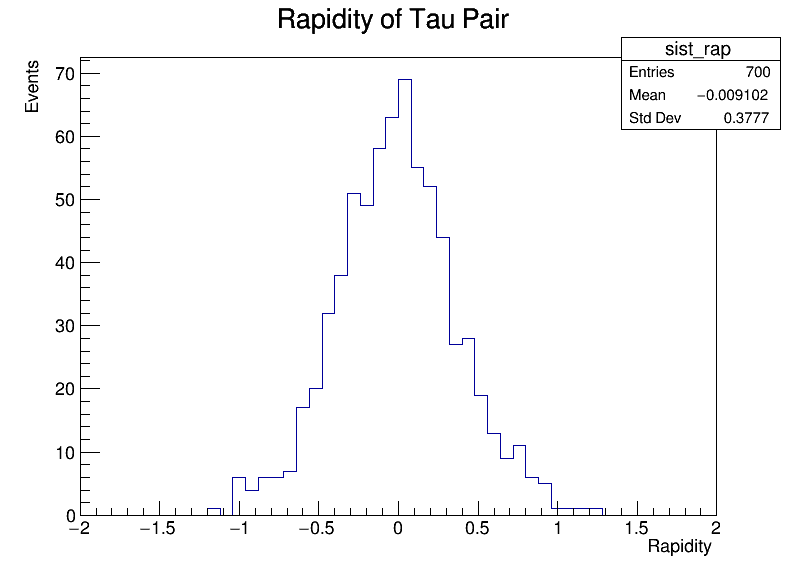 Rapidity of Tau Pair
sist_rap
Entries 700
Mean −0.009102
Std Dev 0.3777
Events
70
60
50
40
30
20
10
0
−2 −1.5 −1 −0.5 0 0.5 1 1.5 2
Rapidity